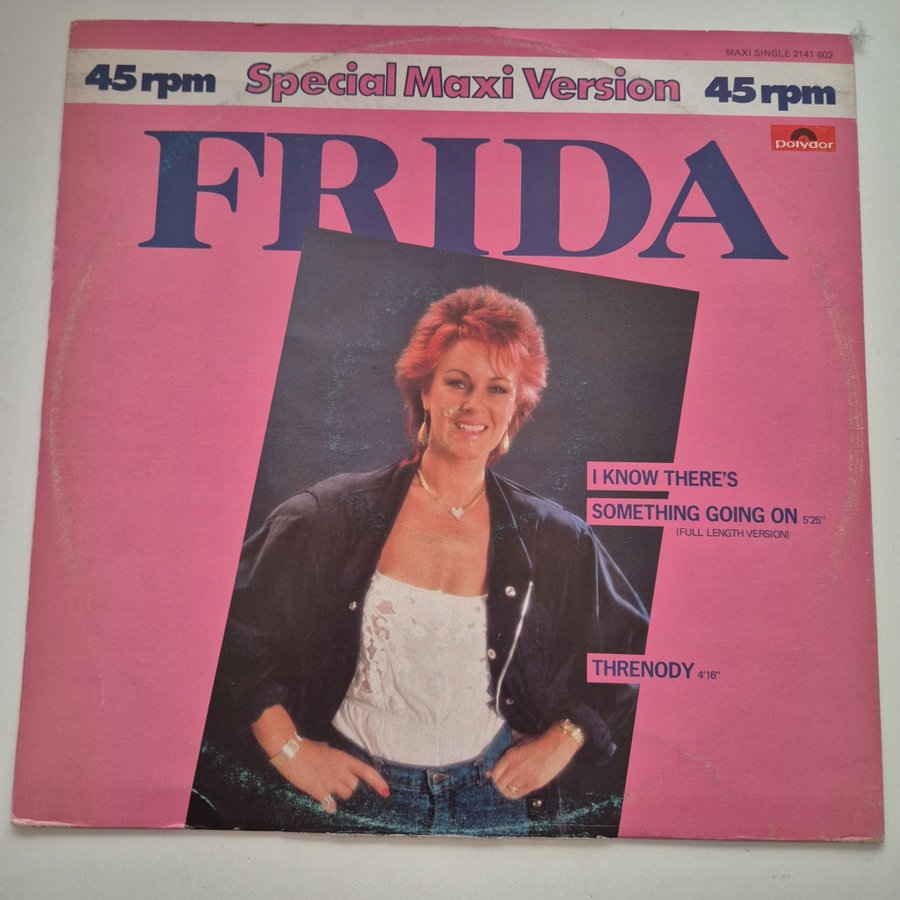 MAXI SINGLE 2141 602
45 rpm Special Maxi Version 45 rpm
polydor
FRIDA
I KNOW THERE'S
SOMETHING GOING ON 5'25"
(FULL LENGTH VERSION)
THRENODY 4'16"